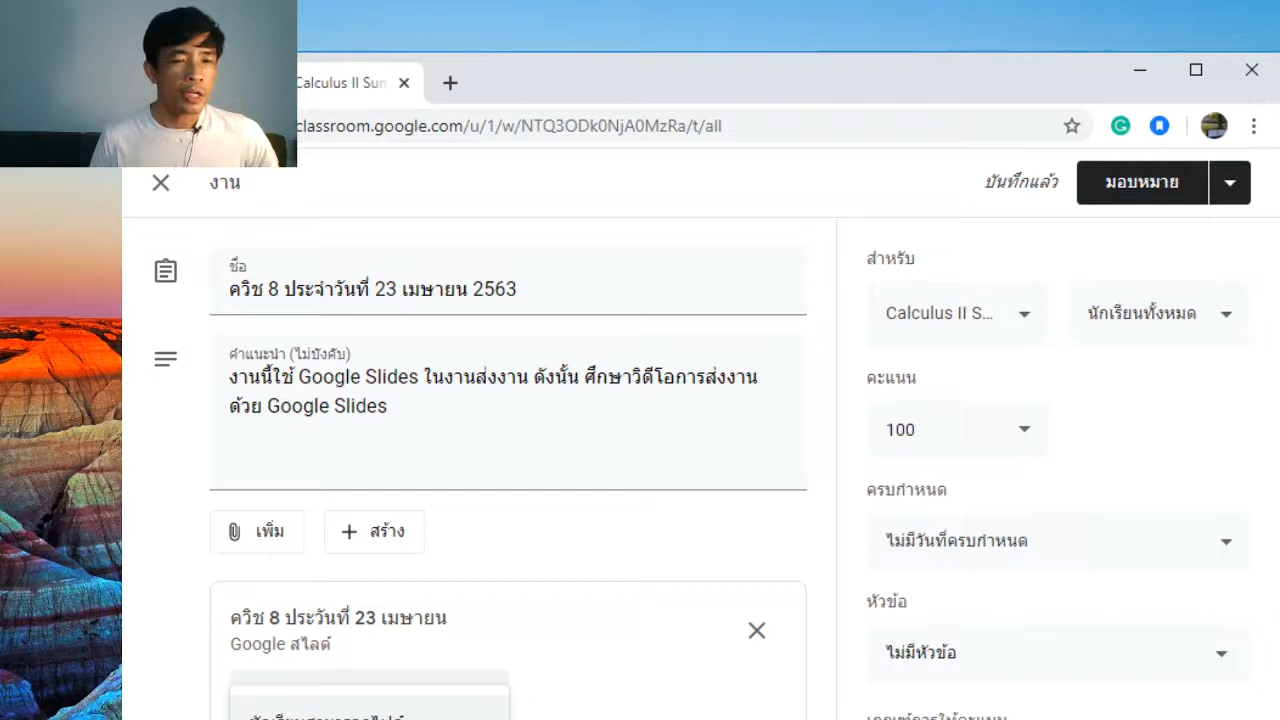 Calculus II Sun
classroom.google.com/u/1/w/NTQ3ODk0NjA0MzRa/t/all
งาน
บันทึกแล้ว
มอบหมาย
ชื่อ
ควิช 8 ประจำวันที่ 23 เมษายน 2563
คำแนะนำ (ไม่บังคับ)
งานนี้ใช้ Google Slides ในงานส่งงาน ดังนั้น ศึกษาวิดีโอการส่งงาน
ด้วย Google Slides
เพิ่ม
สร้าง
ควิช 8 ประวันที่ 23 เมษายน
Google สไลด์
สำหรับ
Calculus II S...
นักเรียนทั้งหมด
คะแนน
100
ครบกำหนด
ไม่มีวันที่ครบกำหนด
หัวข้อ
ไม่มีหัวข้อ